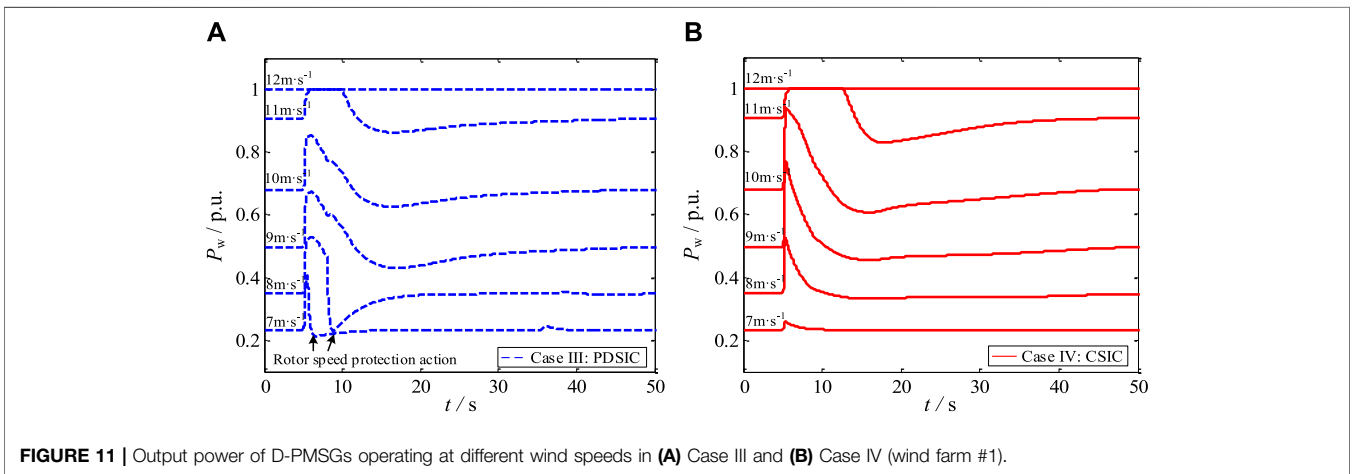 A
B
12m·s-1
11m·s-1
10m·s-1
9m·s-1
8m·s-1
7m·s-1
Rotor speed protection action
Case III: PDSIC
1
0.8
0.6
0.4
0.2
Pw / p.u.
0 10 20 30 40 50
t / s
12m·s-1
11m·s-1
10m·s-1
9m·s-1
8m·s-1
7m·s-1
Case IV: CSIC
1
0.8
0.6
0.4
0.2
Pw / p.u.
0 10 20 30 40 50
t / s
FIGURE 11 | Output power of D-PMSGs operating at different wind speeds in (A) Case III and (B) Case IV (wind farm #1).